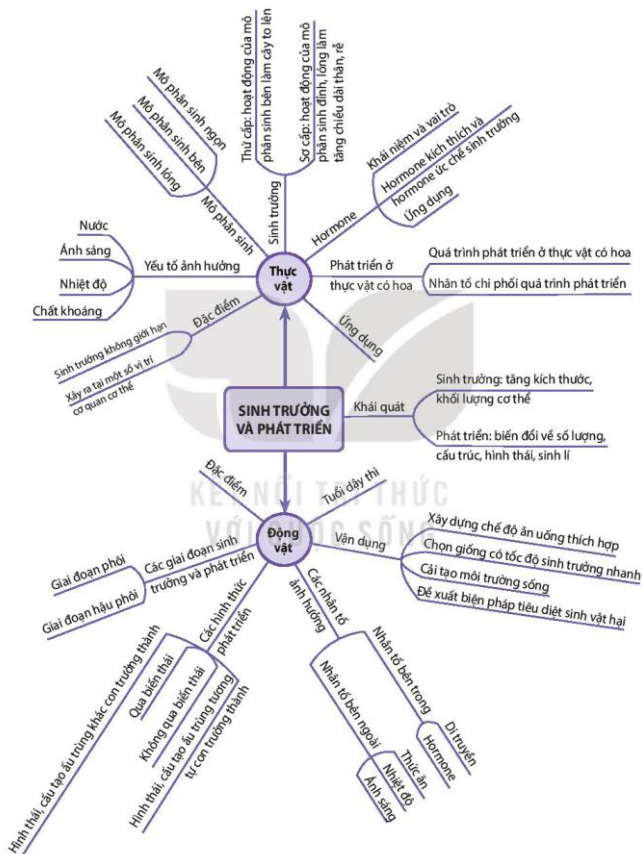 SINH TRƯỞNG
VÀ PHÁT TRIỂN
Khái quát
Sinh trưởng: tăng kích thước,
khối lượng cơ thể
Phát triển: biến đổi về số lượng,
cấu trúc, hình thái, sinh lí
Thực
vật
Đặc điểm
Sinh trưởng không giới hạn
Xảy ra tại một số vị trí
cơ quan cơ thể
Yếu tố ảnh hưởng
Nước
Ánh sáng
Nhiệt độ
Chất khoáng
Mô phân sinh
Mô phân sinh lóng
Mô phân sinh bên
Mô phân sinh ngọn
Sinh trưởng
Thứ cấp: hoạt động của mô
phân sinh bên làm cây to lên
Sơ cấp: hoạt động của mô
phân sinh đỉnh, lóng làm
tăng chiều dài thân, rễ
Hormone
Khái niệm và vai trò
Hormone kích thích và
hormone ức chế sinh trưởng
Ứng dụng
Phát triển ở
thực vật có hoa
Quá trình phát triển ở thực vật có hoa
Nhân tố chi phối quá trình phát triển
Ứng dụng
Động
vật
Đặc điểm
Tuổi dậy thì
Vận dụng
Xây dựng chế độ ăn uống thích hợp
Chọn giống có tốc độ sinh trưởng nhanh
Cải tạo môi trường sống
Đề xuất biện pháp tiêu diệt sinh vật hại
Các nhân tố
ảnh hưởng
Nhân tố bên trong
Di truyền
Hormone
Nhân tố bên ngoài
Thức ăn
Nhiệt độ
Ánh sáng
Các hình thức
phát triển
Qua biến thái
Hình thái, cấu tạo ấu trùng khác con trưởng thành
Không qua biến thái
Hình thái, cấu tạo ấu trùng tương
tự con trưởng thành
Các giai đoạn sinh
trưởng và phát triển
Giai đoạn phôi
Giai đoạn hậu phôi
KẾT NỐI TRI THỨC
VỚI CUỘC SỐNG